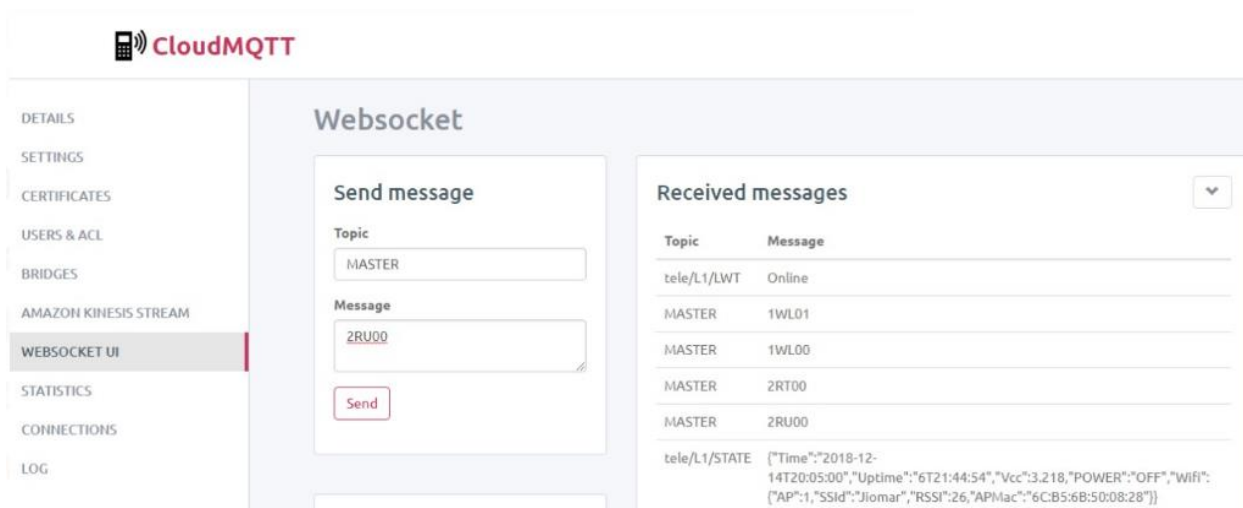 CloudMQTT
DETAILS
SETTINGS
CERTIFICATES
USERS & ACL
BRIDGES
AMAZON KINESIS STREAM
WEBSOCKET UI
STATISTICS
CONNECTIONS
LOG
Websocket
Send message
Topic
MASTER
Message
2RU00
Send
Received messages
Topic Message
tele/L1/LWT Online
MASTER 1WL01
MASTER 1WL00
MASTER 2RT00
MASTER 2RU00
tele/L1/STATE {"Time":"2018-12-
14T20:05:00","Uptime":"6T21:44:54","Vcc":3.218,"POWER":"OFF","Wifi":
{"AP":1,"SSId":"Jiomar","RSSI":26,"APMac":"6C:B5:6B:50:08:28"}}